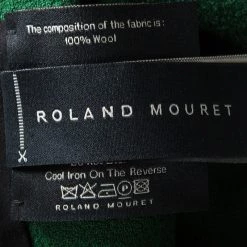 The composition of the fabric is:
100% Wool
ROLAND MOURET
Cool Iron On The Reverse
ROLAND MOURET